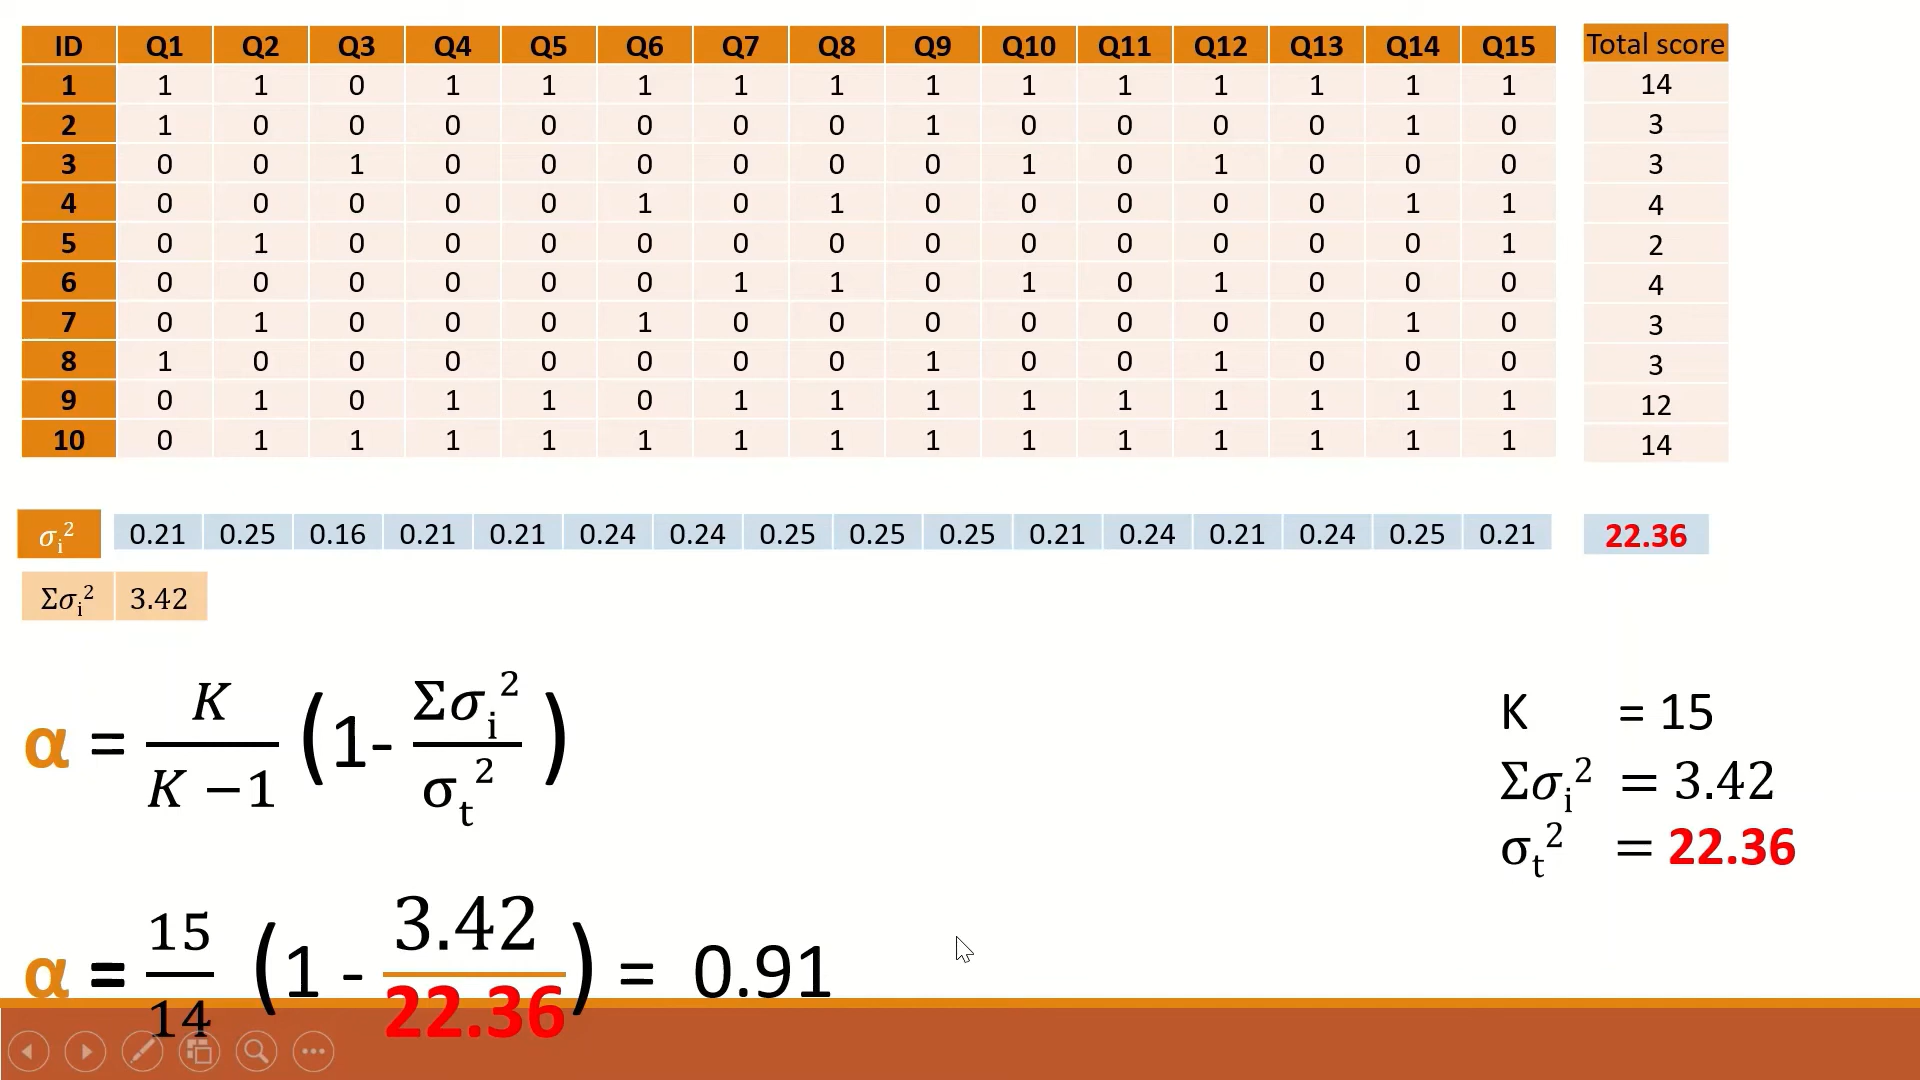 ID Q1 Q2 Q3 Q4 Q5 Q6 Q7 Q8 Q9 Q10 Q11 Q12 Q13 Q14 Q15 Total score
1 1 1 0 1 1 1 1 1 1 1 1 1 1 1 1 14
2 1 0 0 0 0 0 0 0 1 0 0 0 0 1 0 3
3 0 0 1 0 0 0 0 0 0 1 0 1 0 0 0 3
4 0 0 0 0 0 1 0 1 0 0 0 0 0 1 1 4
5 0 1 0 0 0 0 0 0 0 0 0 0 0 0 1 2
6 0 0 0 0 0 0 1 1 0 1 0 1 0 0 0 4
7 0 1 0 0 0 1 0 0 0 0 0 0 0 1 0 3
8 1 0 0 0 0 0 0 0 1 0 0 1 0 0 0 3
9 0 1 0 1 1 0 1 1 1 1 1 1 1 1 1 12
10 0 1 1 1 1 1 1 1 1 1 1 1 1 1 1 14
σi² 0.21 0.25 0.16 0.21 0.21 0.24 0.24 0.25 0.25 0.25 0.21 0.24 0.21 0.24 0.25 0.21 22.36
Σσi² 3.42
α = K / K −1 (1- Σσi² / σt²)
K = 15
Σσi² = 3.42
σt² = 22.36
α = 15 / 14 (1 - 3.42 / 22.36) = 0.91